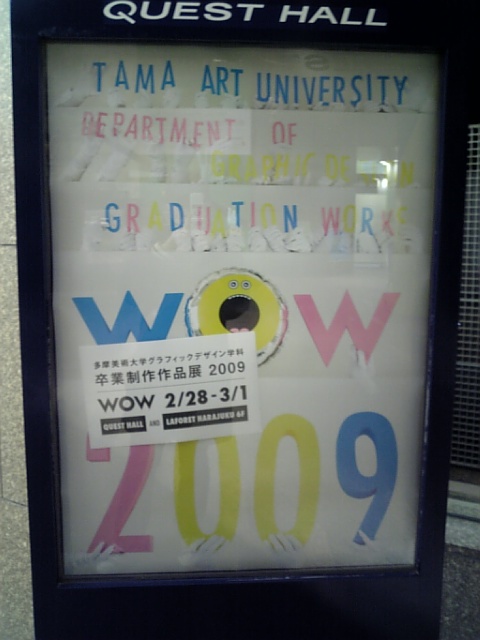 QUEST HALL
TAMA ART UNIVERSITY
DEPARTMENT OF
GRAPHIC DESIGN
GRADUATION WORKS
WOW
多摩美術大学グラフィックデザイン学科
卒業制作作品展 2009
WOW 2/28-3/1
QUEST HALL AND LAFORET HARAJUKU 6F
2009